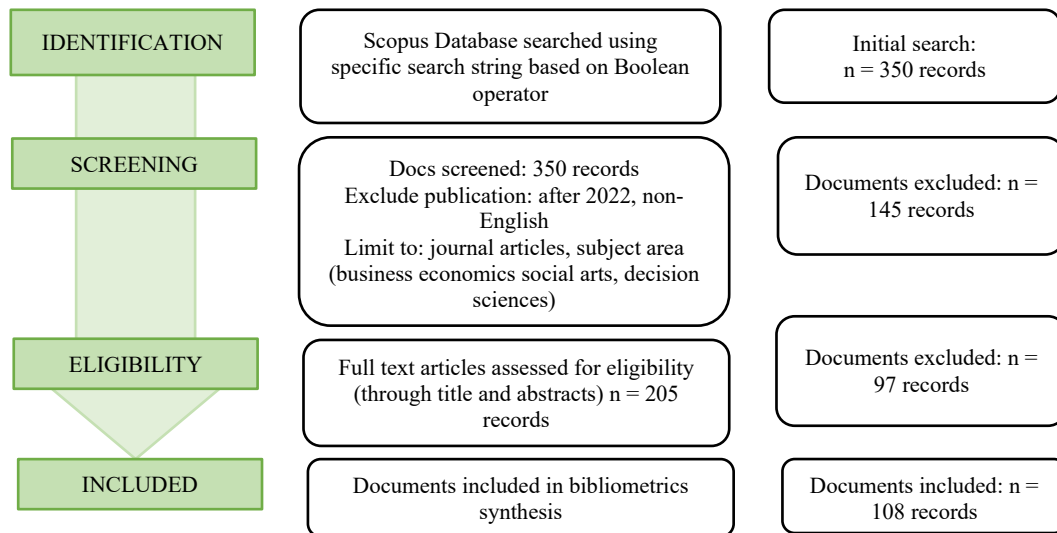 IDENTIFICATION
Scopus Database searched using
specific search string based on Boolean
operator
Initial search:
n = 350 records
SCREENING
Docs screened: 350 records
Exclude publication: after 2022, non-
English
Limit to: journal articles, subject area
(business economics social arts, decision
sciences)
Documents excluded: n =
145 records
ELIGIBILITY
Full text articles assessed for eligibility
(through title and abstracts) n = 205
records
Documents excluded: n =
97 records
INCLUDED
Documents included in bibliometrics
synthesis
Documents included: n =
108 records